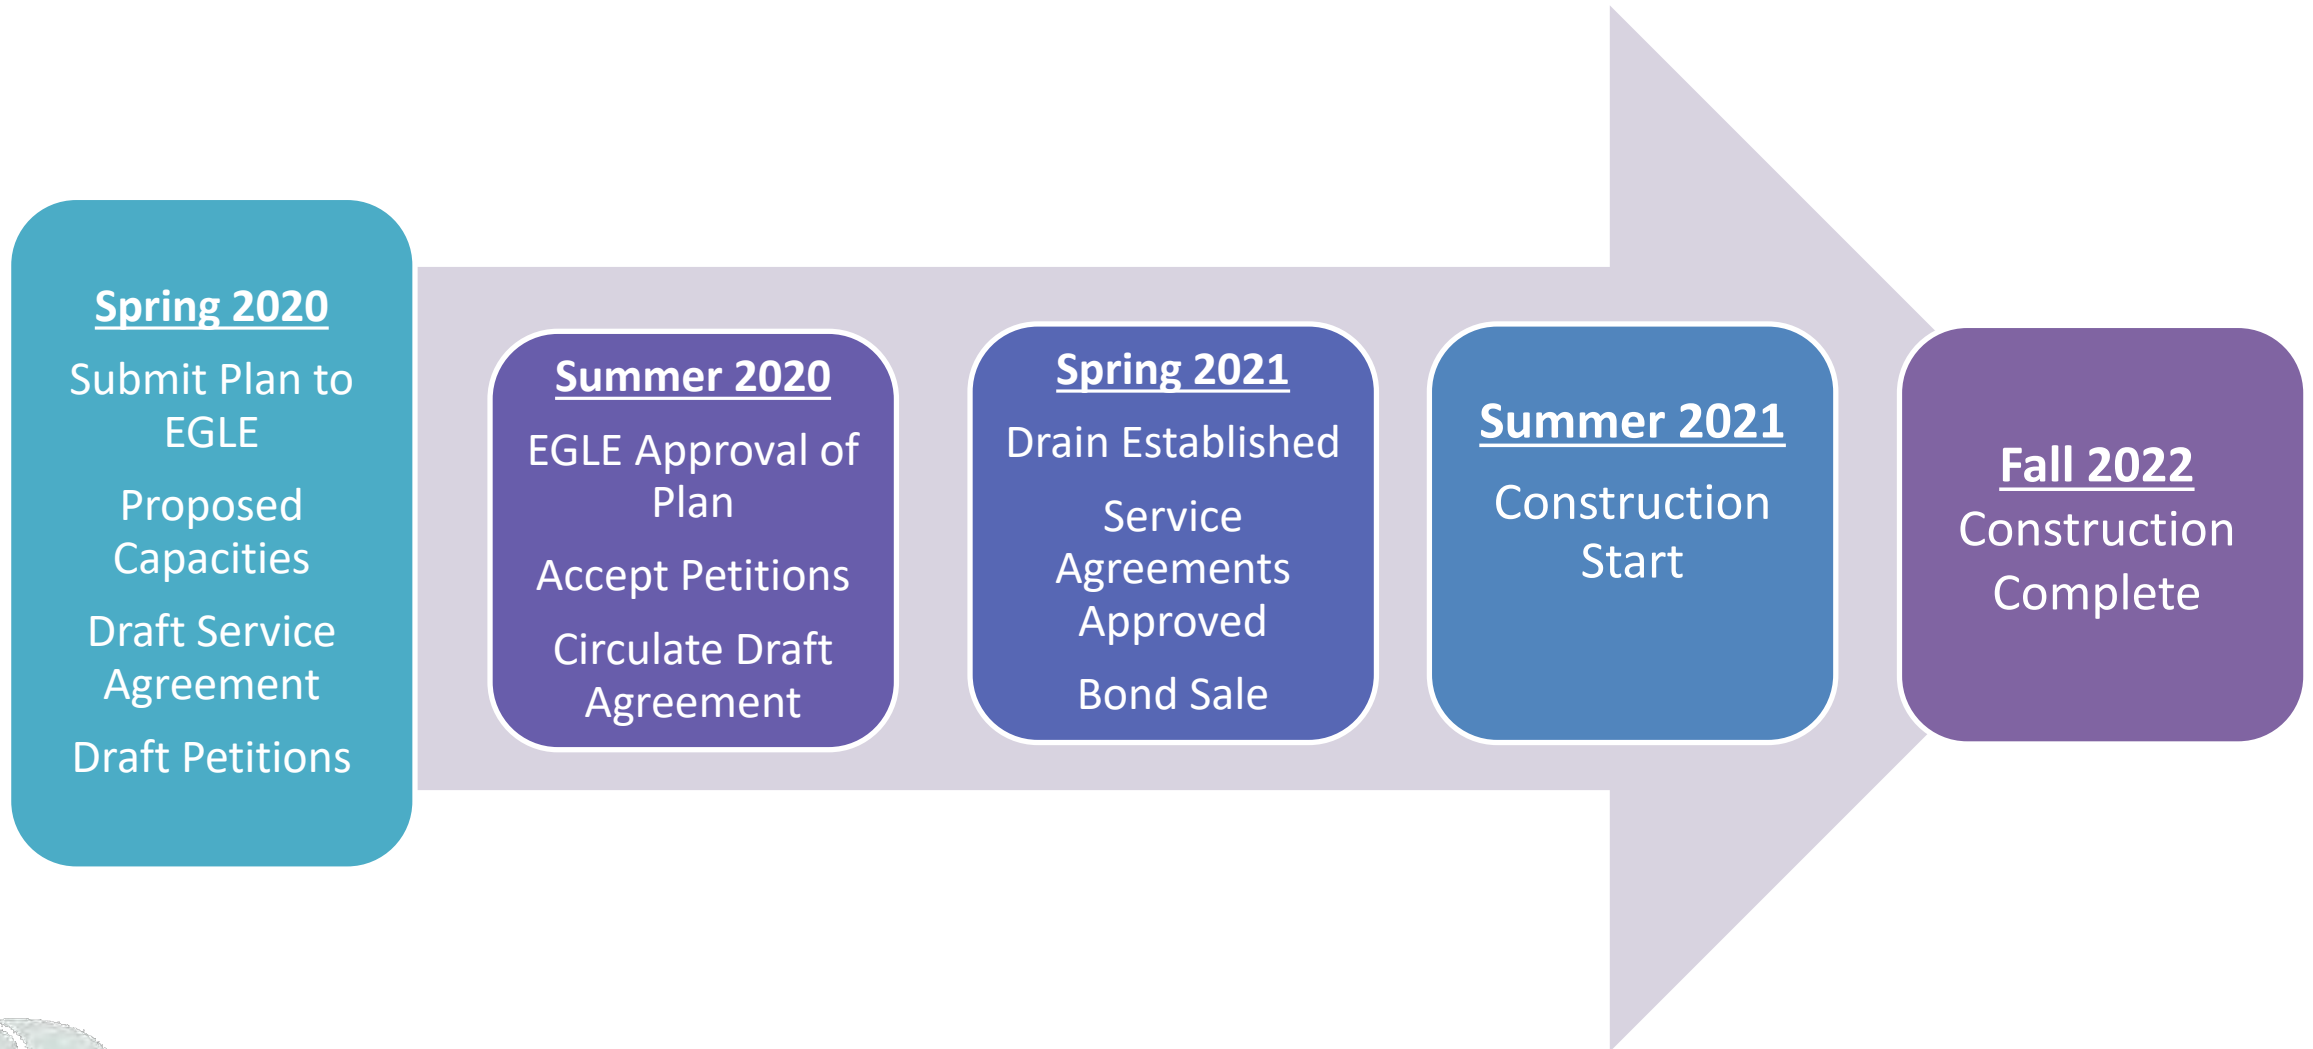 Spring 2020
Submit Plan to
EGLE
Proposed
Capacities
Draft Service
Agreement
Draft Petitions
Summer 2020
EGLE Approval of
Plan
Accept Petitions
Circulate Draft
Agreement
Spring 2021
Drain Established
Service
Agreements
Approved
Bond Sale
Summer 2021
Construction
Start
Fall 2022
Construction
Complete